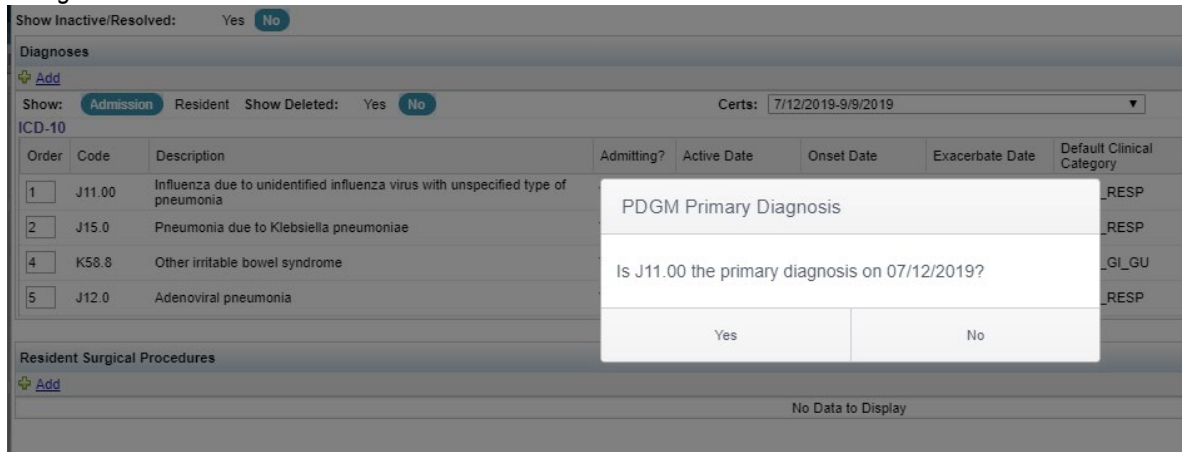 Show Inactive/Resolved: Yes No
Diagnoses
Add
Show: Admission Resident Show Deleted: Yes No Certs: 7/12/2019-9/9/2019
ICD-10
Order Code Description Admitting? Active Date Onset Date Exacerbate Date Default Clinical Category
1 J11.00 Influenza due to unidentified influenza virus with unspecified type of pneumonia _RESP
2 J15.0 Pneumonia due to Klebsiella pneumoniae _RESP
4 K58.8 Other irritable bowel syndrome _GI_GU
5 J12.0 Adenoviral pneumonia _RESP
PDGM Primary Diagnosis
Is J11.00 the primary diagnosis on 07/12/2019?
Yes No
Resident Surgical Procedures
Add
No Data to Display